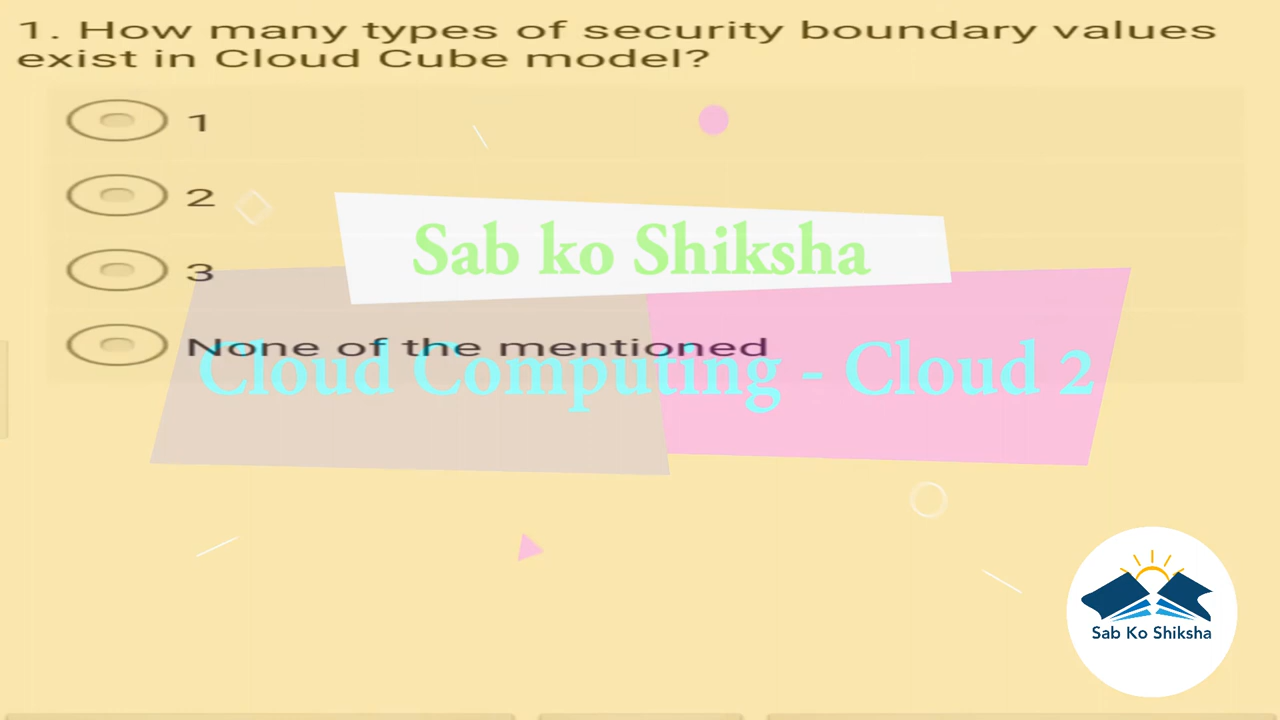 1. How many types of security boundary values
exist in Cloud Cube model?
1
2
3
None of the mentioned
Sab ko Shiksha
Cloud Computing - Cloud 2
Sab Ko Shiksha